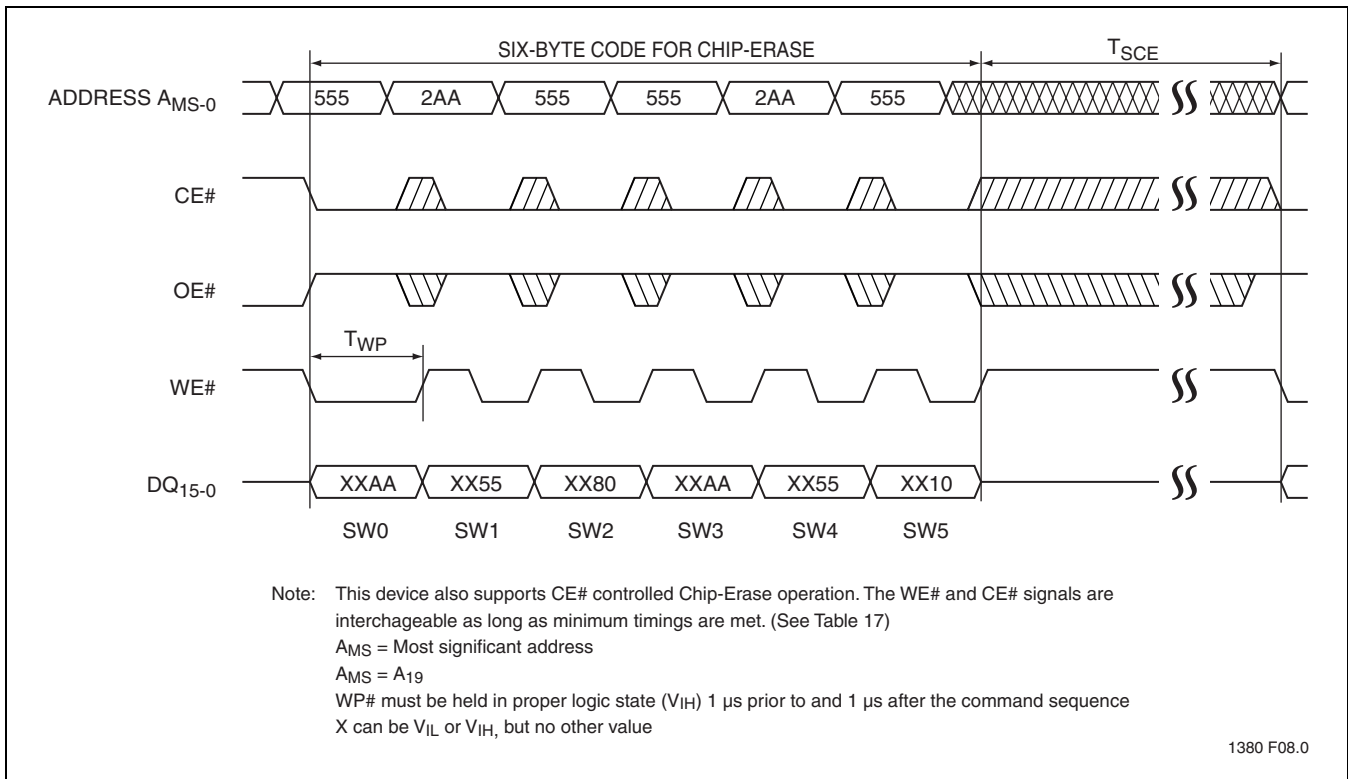 SIX-BYTE CODE FOR CHIP-ERASE
TSCE
ADDRESS AMS-0
555 2AA 555 555 2AA 555
CE#
OE#
TWP
WE#
DQ15-0
XXAA XX55 XX80 XXAA XX55 XX10
SW0 SW1 SW2 SW3 SW4 SW5
Note: This device also supports CE# controlled Chip-Erase operation. The WE# and CE# signals are
interchageable as long as minimum timings are met. (See Table 17)
AMS = Most significant address
AMS = A19
WP# must be held in proper logic state (VIH) 1 µs prior to and 1 µs after the command sequence
X can be VIL or VIH, but no other value
1380 F08.0